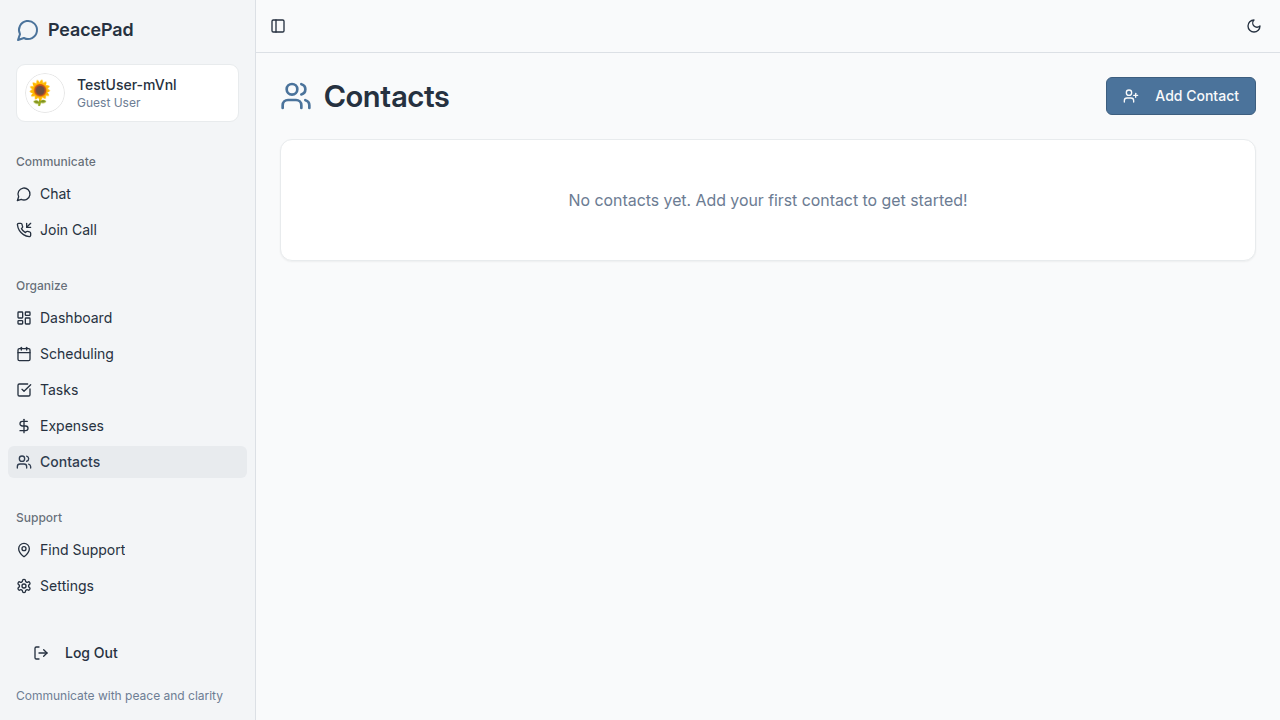 PeacePad
TestUser-mVnl
Guest User
Communicate
Chat
Join Call
Organize
Dashboard
Scheduling
Tasks
Expenses
Contacts
Support
Find Support
Settings
Log Out
Communicate with peace and clarity
Contacts
Add Contact
No contacts yet. Add your first contact to get started!